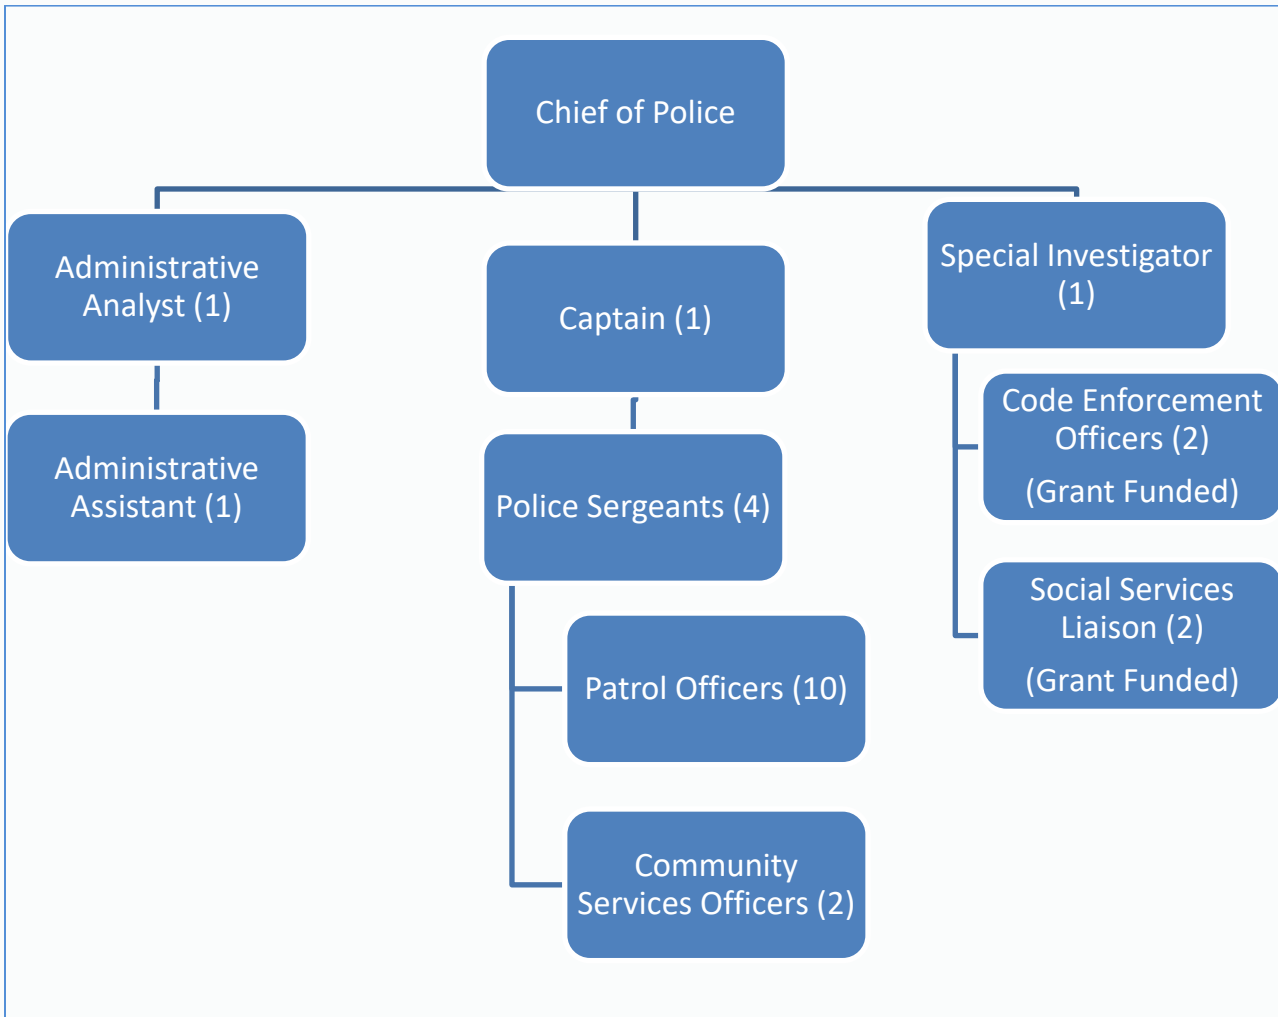 Chief of Police
Administrative
Analyst (1)
Administrative
Assistant (1)
Captain (1)
Police Sergeants (4)
Patrol Officers (10)
Community
Services Officers (2)
Special Investigator
(1)
Code Enforcement
Officers (2)
(Grant Funded)
Social Services
Liaison (2)
(Grant Funded)